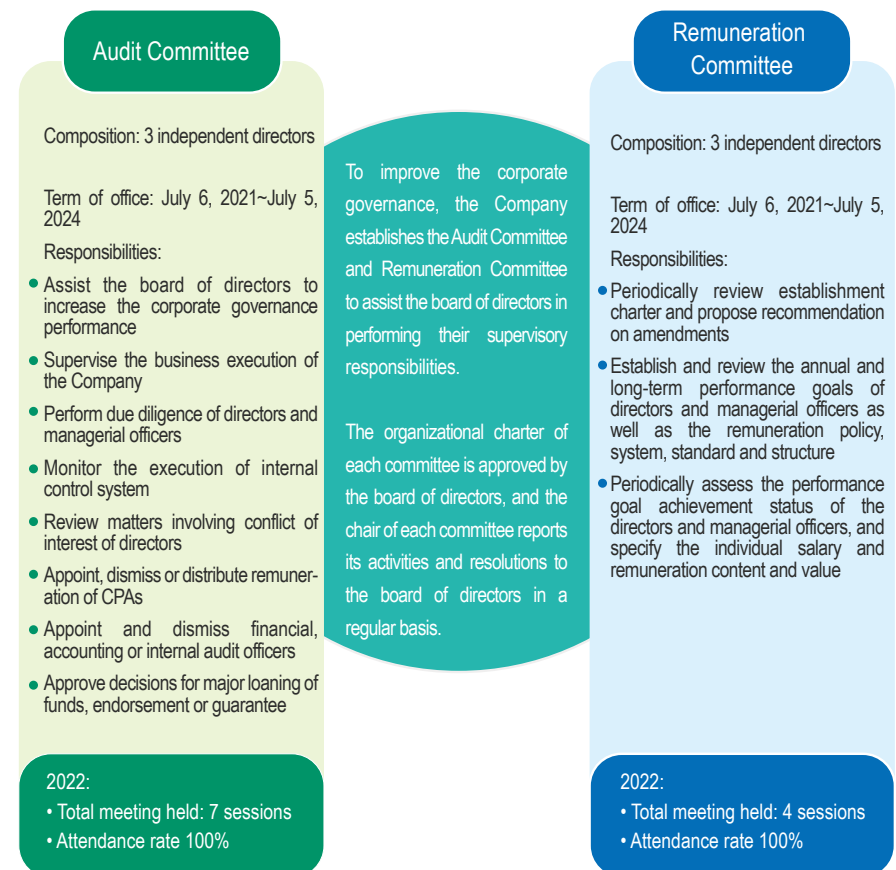 Audit Committee
Composition: 3 independent directors
Term of office: July 6, 2021~July 5,
2024
Responsibilities:
• Assist the board of directors to
increase the corporate governance
performance
• Supervise the business execution of
the Company
• Perform due diligence of directors and
managerial officers
• Monitor the execution of internal
control system
• Review matters involving conflict of
interest of directors
• Appoint, dismiss or distribute remuner-
ation of CPAs
• Appoint and dismiss financial,
accounting or internal audit officers
• Approve decisions for major loaning of
funds, endorsement or guarantee
2022:
• Total meeting held: 7 sessions
• Attendance rate 100%
To improve the corporate
governance, the Company
establishes the Audit Committee
and Remuneration Committee
to assist the board of directors in
performing their supervisory
responsibilities.
The organizational charter of
each committee is approved by
the board of directors, and the
chair of each committee reports
its activities and resolutions to
the board of directors in a
regular basis.
Remuneration
Committee
Composition: 3 independent directors
Term of office: July 6, 2021~July 5,
2024
Responsibilities:
• Periodically review establishment
charter and propose recommendation
on amendments
• Establish and review the annual and
long-term performance goals of
directors and managerial officers as
well as the remuneration policy,
system, standard and structure
• Periodically assess the performance
goal achievement status of the
directors and managerial officers, and
specify the individual salary and
remuneration content and value
2022:
• Total meeting held: 4 sessions
• Attendance rate 100%